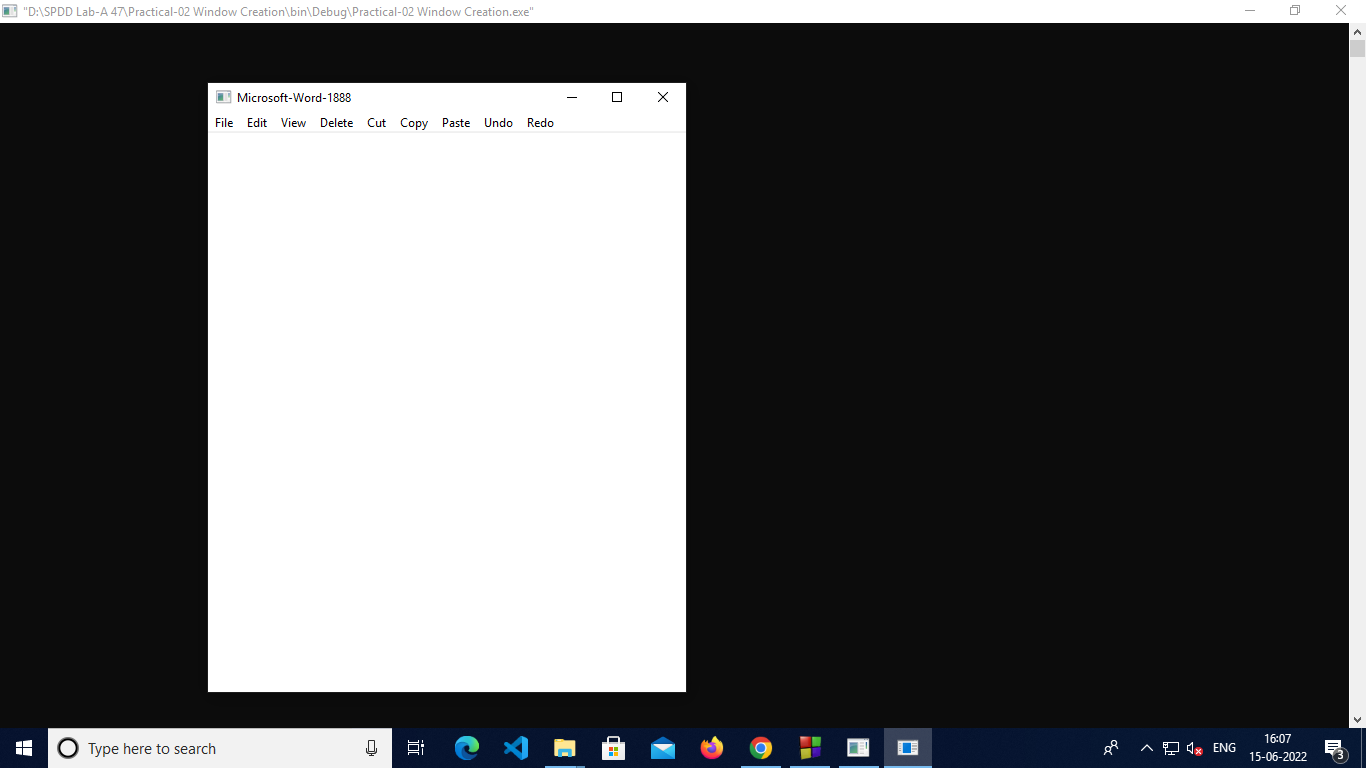 "D:\SPDD Lab-A 47\Practical-02 Window Creation\bin\Debug\Practical-02 Window Creation.exe"
Microsoft-Word-1888
File Edit View Delete Cut Copy Paste Undo Redo
Type here to search
ENG
16:07
15-06-2022
3